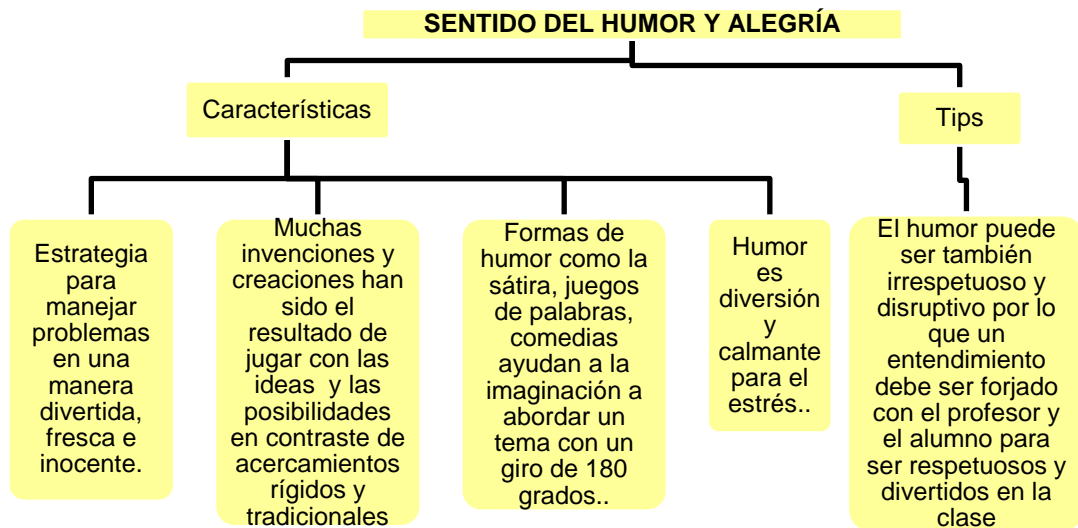 SENTIDO DEL HUMOR Y ALEGRÍA
Característificas
Tips
Estrategia
para
manejar
problemas
en una
manera
divertida,
fresca e
inocente.
Muchas
invenciones y
creaciones han
sido el
resultado de
jugar con las
ideas y las
posibilidades
en contraste de
acercamientos
rígidos y
tradicionales
Formas de
humor como la
sátira, juegos
de palabras,
comedias
ayudan a la
imaginación a
abordar un
tema con un
giro de 180
grados..
Humor
es
diversión
y
calmante
para el
estrés..
El humor puede
ser también
irrespetuoso y
disruptivo por lo
que un
entendimiento
debe ser forjado
con el profesor y
el alumno para
ser respetuosos y
divertidos en la
clase